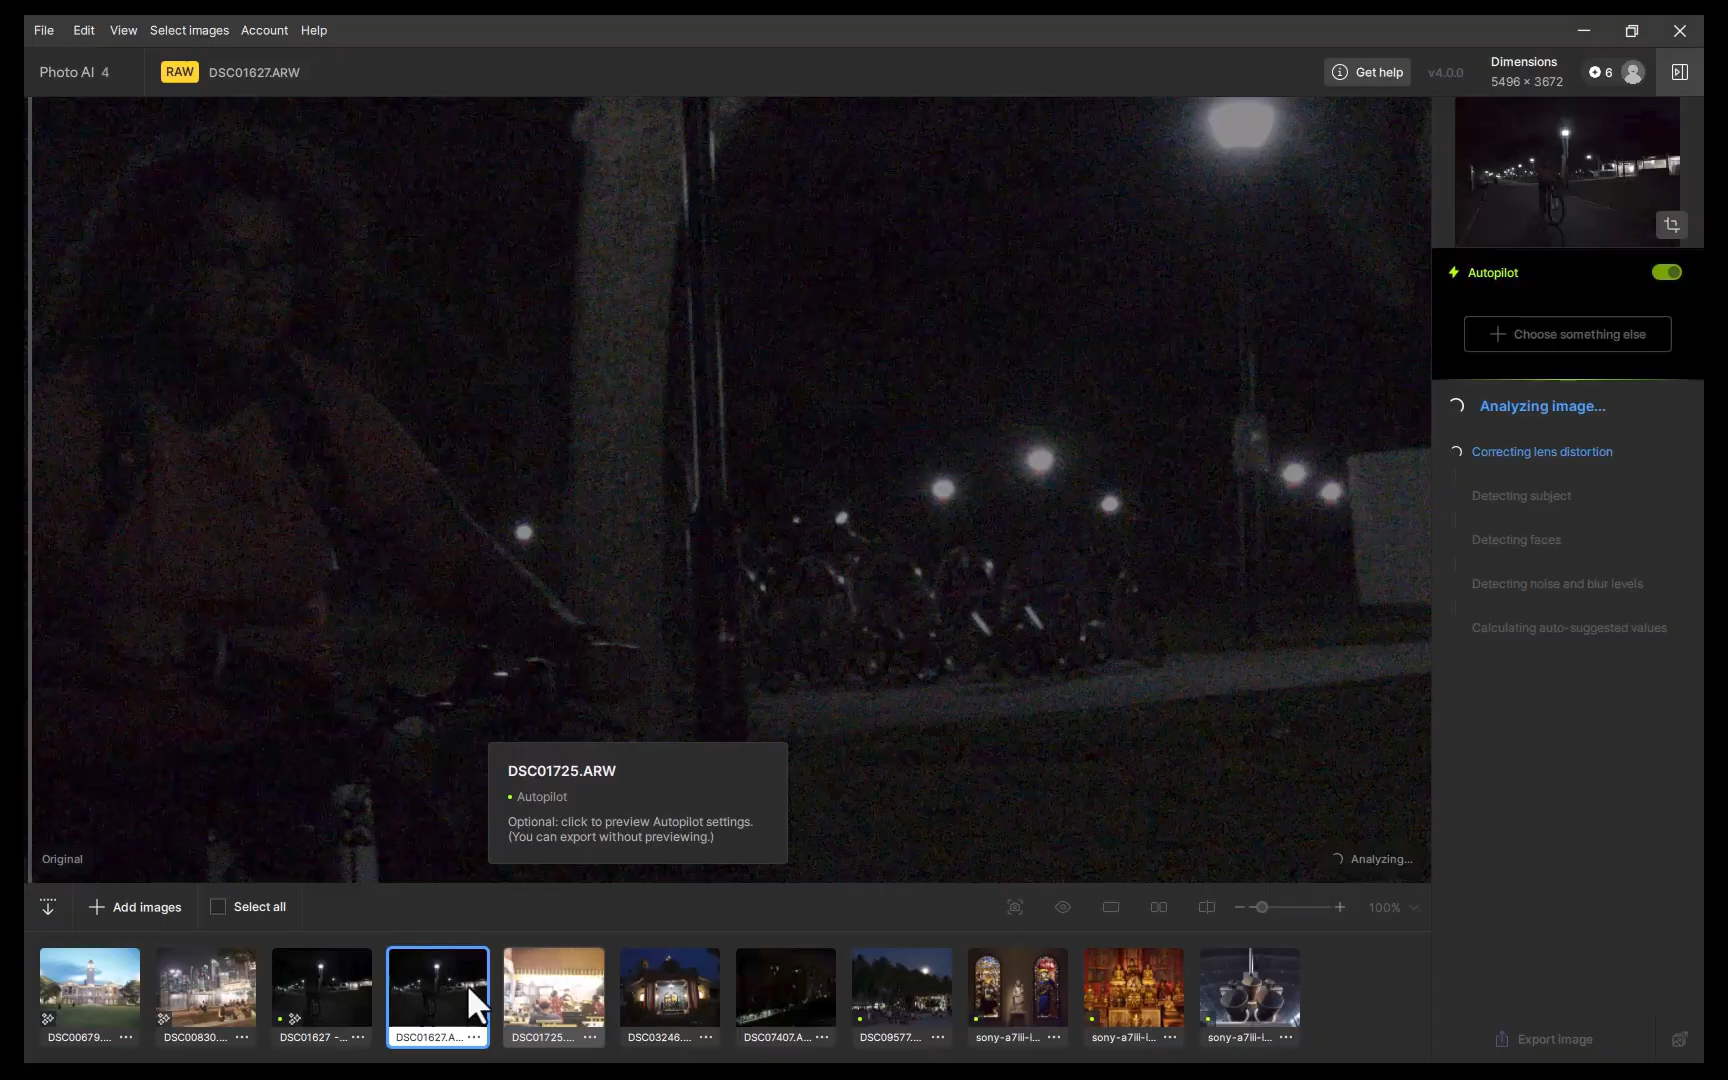 File Edit View Select images Account Help
Photo AI 4
RAW DSC01627.ARW
Get help
v4.0.0
Dimensions
5496 × 3672
6
Autopilot
Choose something else
Analyzing image...
Correcting lens distortion
Detecting subject
Detecting faces
Detecting noise and blur levels
Calculating auto-suggested values
DSC01725.ARW
Autopilot
Optional: click to preview Autopilot settings.
(You can export without previewing.)
Original
Analyzing...
Add images
Select all
100%
DSC00679.... ··· DSC00830.... ··· DSC01627 -... ··· DSC01627.A... ··· DSC01725.... ··· DSC03246.... ··· DSC07407.A... ··· DSC09577.... ··· sony-a7iii-i... ··· sony-a7iii-i... ··· sony-a7iii-i... ···
Export image